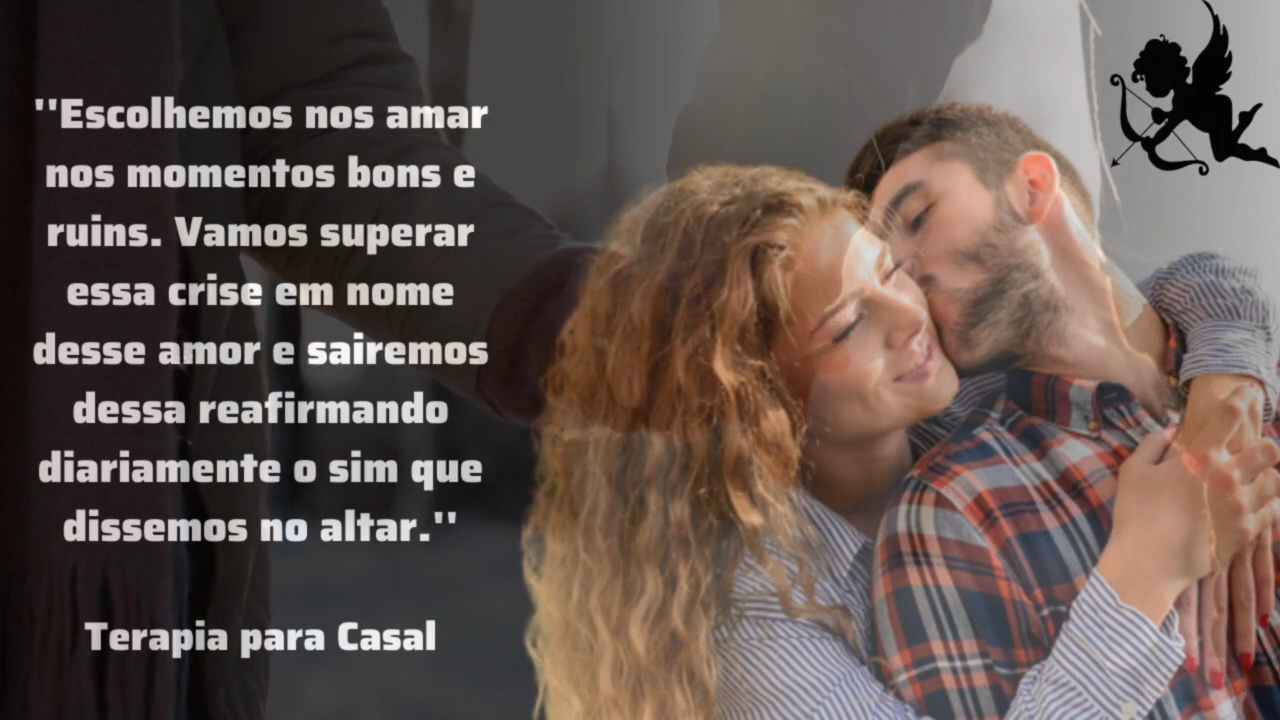 ''Escolhemos nos amar
nos momentos bons e
ruins. Vamos superar
essa crise em nome
desse amor e sairemos
dessa reafirmando
diariamente o sim que
dissemos no altar.''
Terapia para Casal